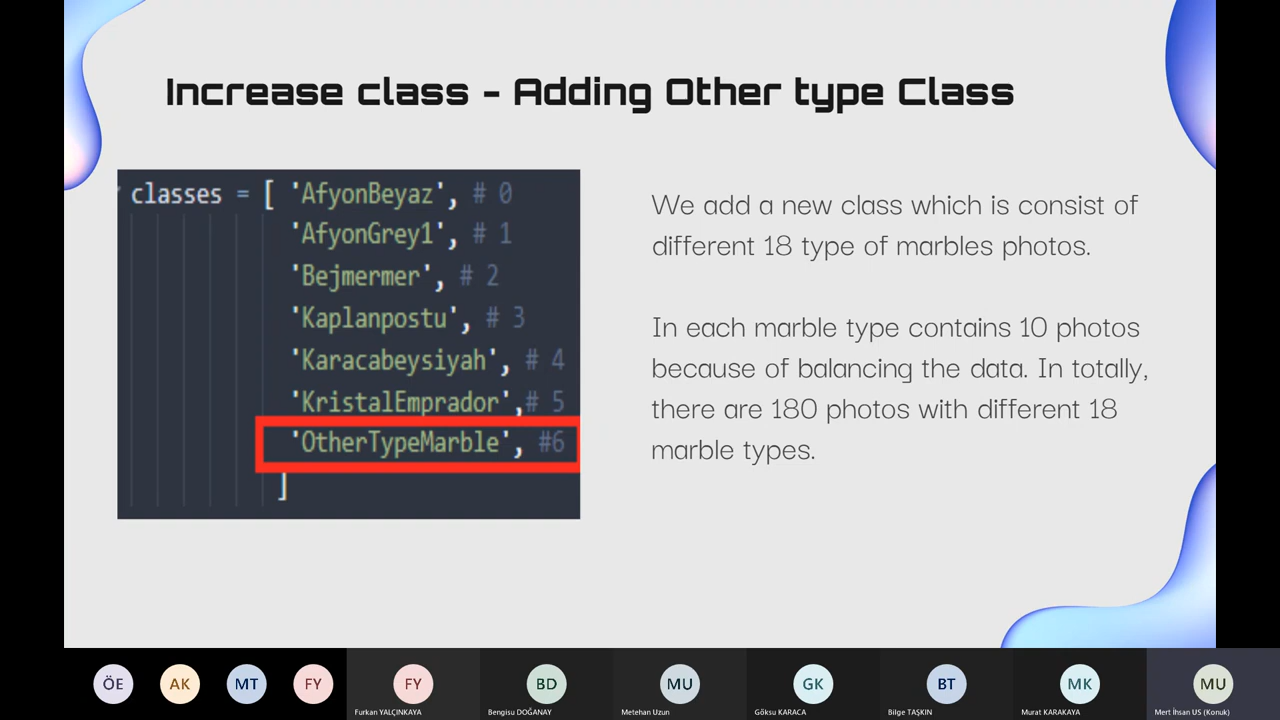 Increase class - Adding Other type Class
classes = [ 'AfyonBeyaz', # 0
'AfyonGrey1', # 1
'Bejmermer', # 2
'Kaplanpostu', # 3
'Karacabeysiyah', # 4
'KristalEmprador',# 5
'OtherTypeMarble', #6
]
We add a new class which is consist of
different 18 type of marbles photos.
In each marble type contains 10 photos
because of balancing the data. In totally,
there are 180 photos with different 18
marble types.
ÖE AK MT FY FY BD MU GK BT MK MU
Furkan YALÇINKAYA Bengisu DOĞANAY Metehan Uzun Göksu KARACA Bilge TAŞKIN Murat KARAKAYA Mert İhsan US (Konuk)